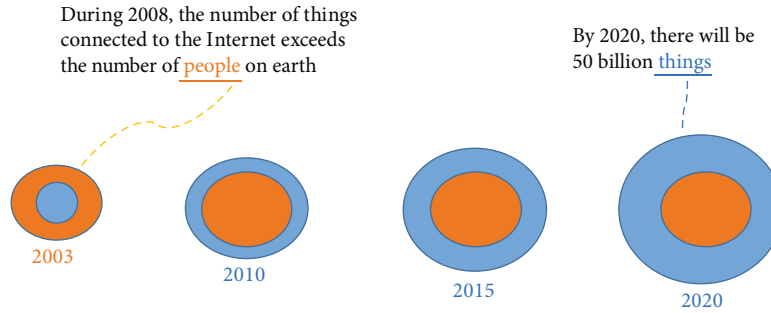 During 2008, the number of things
connected to the Internet exceeds
the number of people on earth
By 2020, there will be
50 billion things
2003
2010
2015
2020